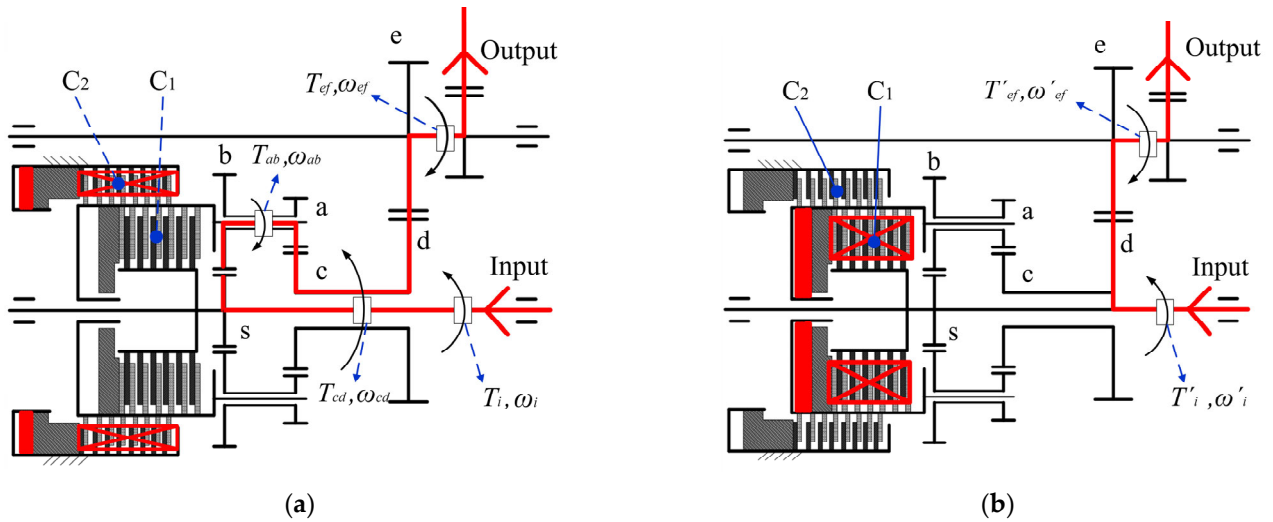 e
Output
C2
C1
Tef,ωef
b
Tab,ωab
a
d
c
Input
s
Tcd,ωcd
Ti,ωi
(a)
e
Output
C2
C1
T′ef,ω′ef
b
a
d
c
Input
s
T′i ,ω′i
(b)